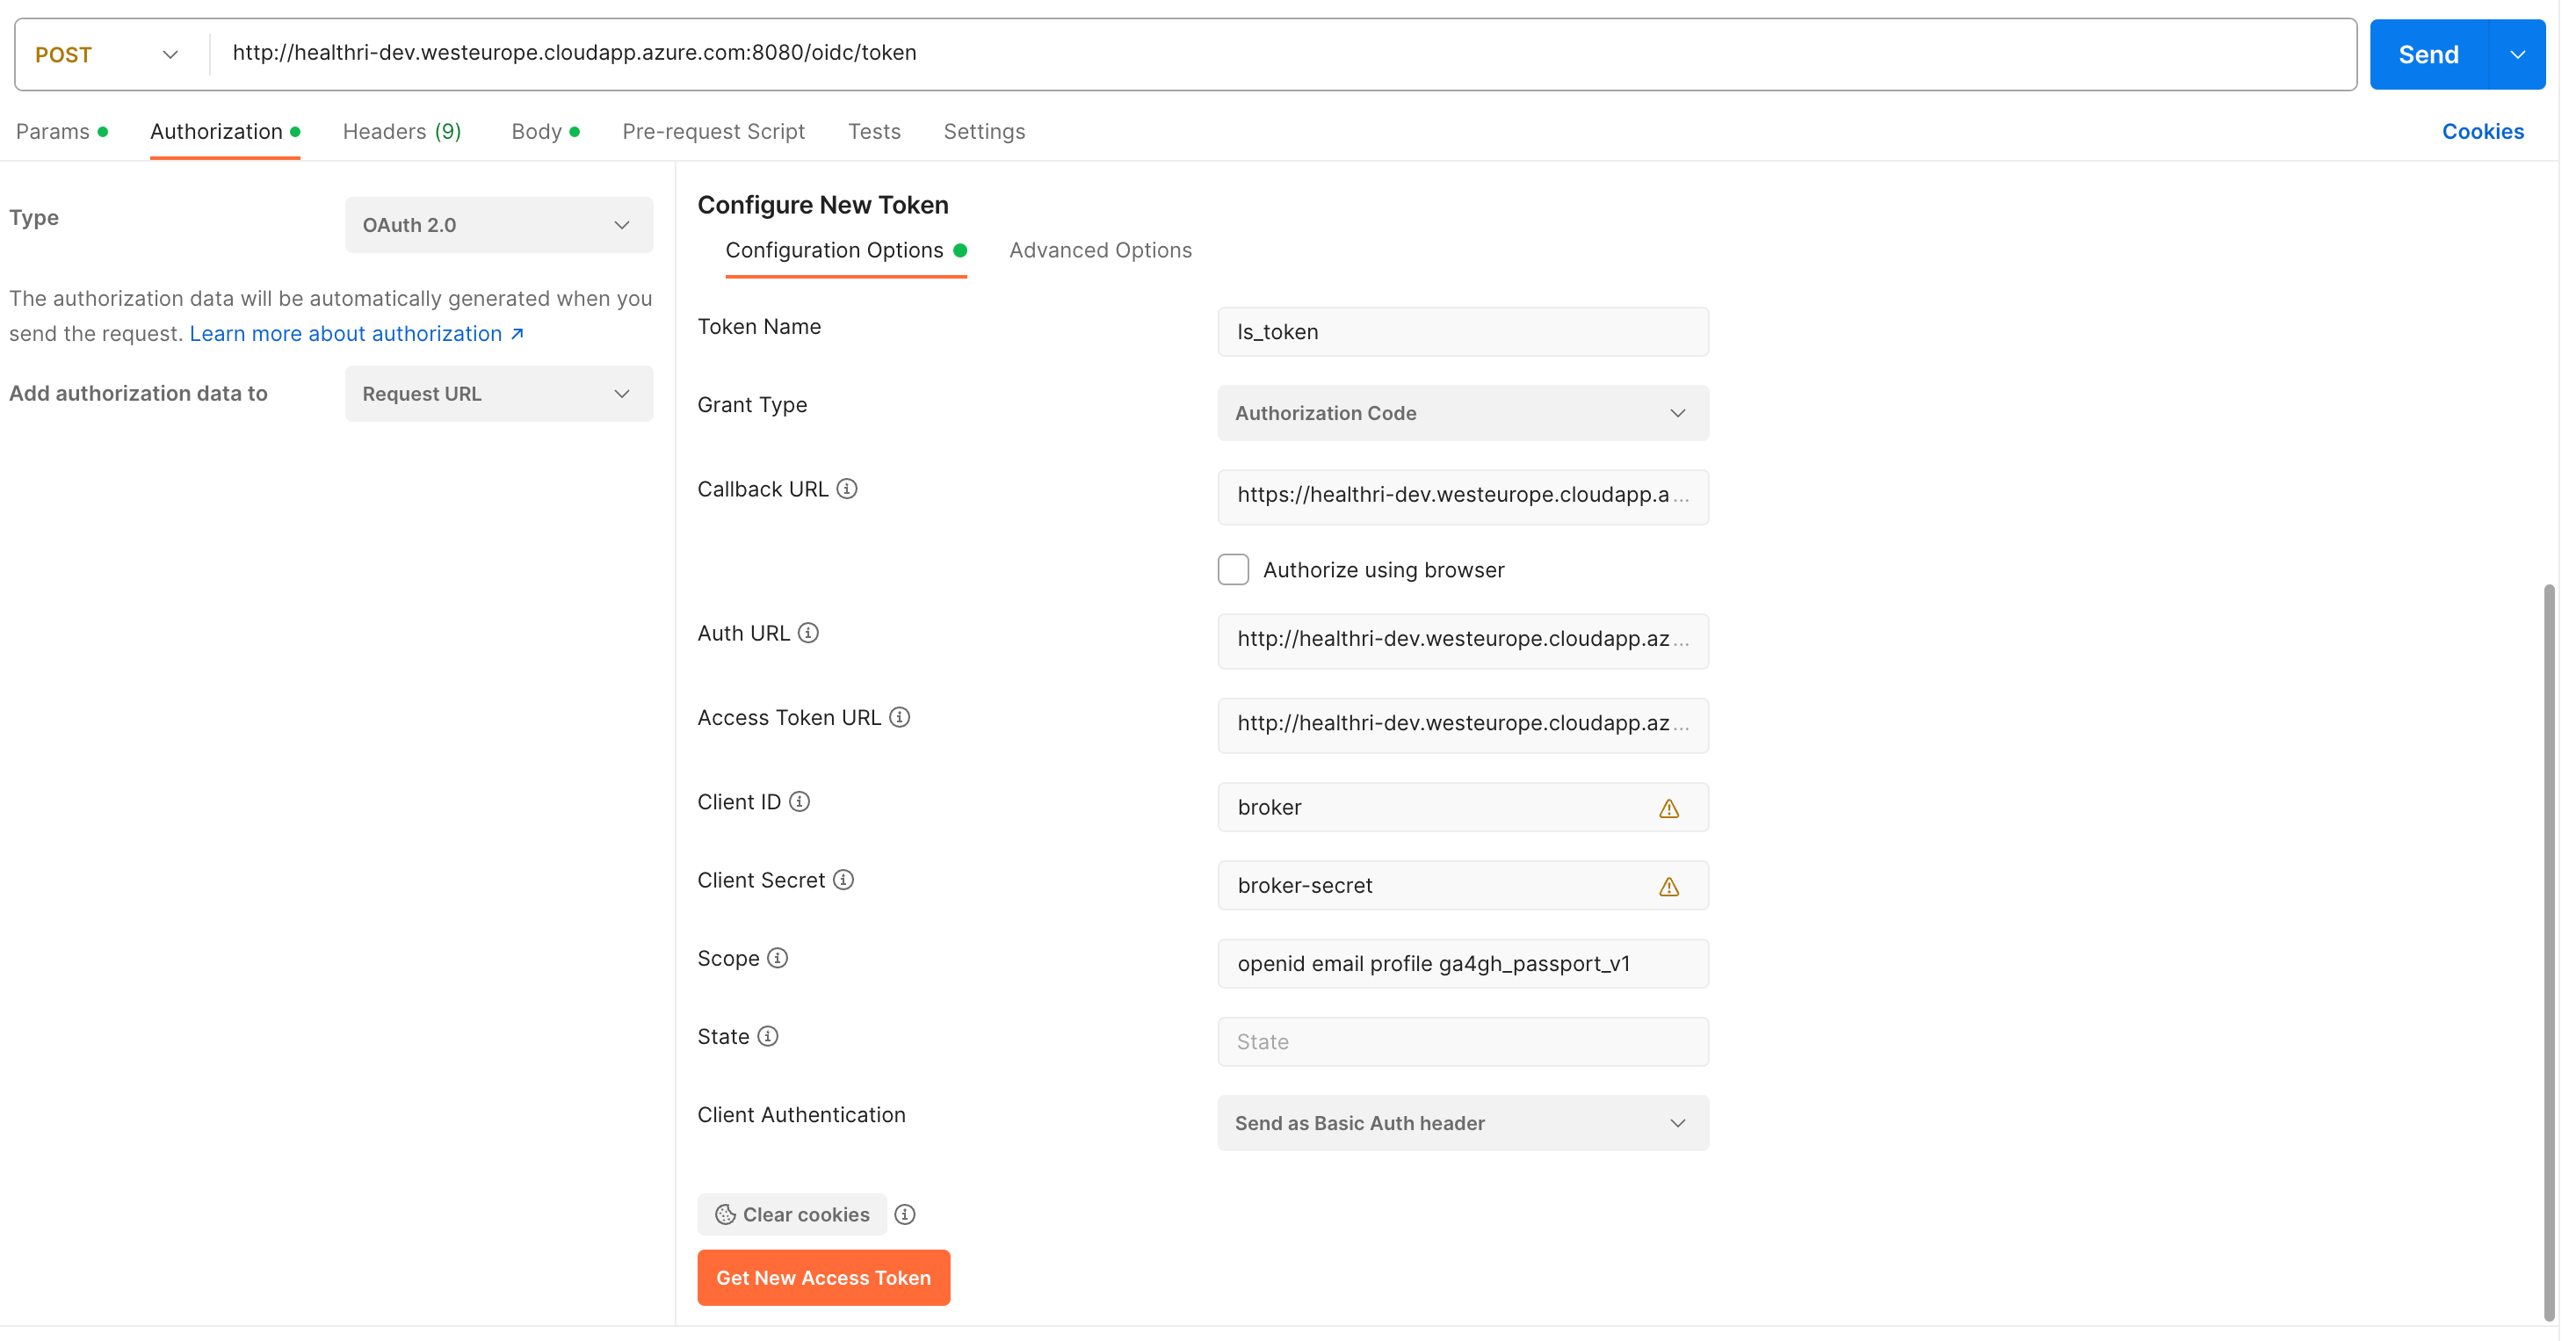 POST
http://healthri-dev.westeurope.cloudapp.azure.com:8080/oidc/token
Send
Params
Authorization
Headers (9)
Body
Pre-request Script
Tests
Settings
Cookies
Type
OAuth 2.0
The authorization data will be automatically generated when you
send the request. Learn more about authorization ↗
Add authorization data to
Request URL
Configure New Token
Configuration Options
Advanced Options
Token Name
ls_token
Grant Type
Authorization Code
Callback URL
https://healthri-dev.westeurope.cloudapp.a...
Authorize using browser
Auth URL
http://healthri-dev.westeurope.cloudapp.az...
Access Token URL
http://healthri-dev.westeurope.cloudapp.az...
Client ID
broker
Client Secret
broker-secret
Scope
openid email profile ga4gh_passport_v1
State
State
Client Authentication
Send as Basic Auth header
Clear cookies
Get New Access Token